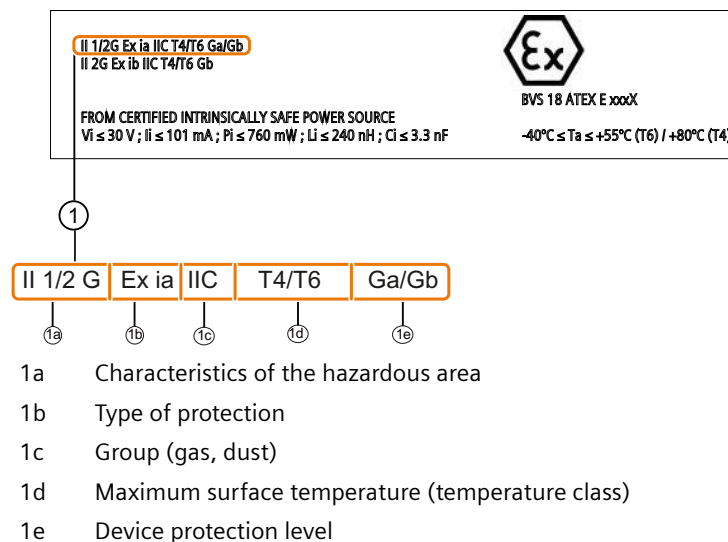 II 1/2G Ex ia IIC T4/T6 Ga/Gb
II 2G Ex ib IIC T4/T6 Gb
Ex
BVS 18 ATEX E xxxX
FROM CERTIFIED INTRINSICALLY SAFE POWER SOURCE
Vi ≤ 30 V ; Ii ≤ 101 mA ; Pi ≤ 760 mW ; Li ≤ 240 nH ; Ci ≤ 3.3 nF
-40°C ≤ Ta ≤ +55°C (T6) / +80°C (T4)
1
II 1/2 G Ex ia IIC T4/T6 Ga/Gb
1a 1b 1c 1d 1e
1a Characteristics of the hazardous area
1b Type of protection
1c Group (gas, dust)
1d Maximum surface temperature (temperature class)
1e Device protection level